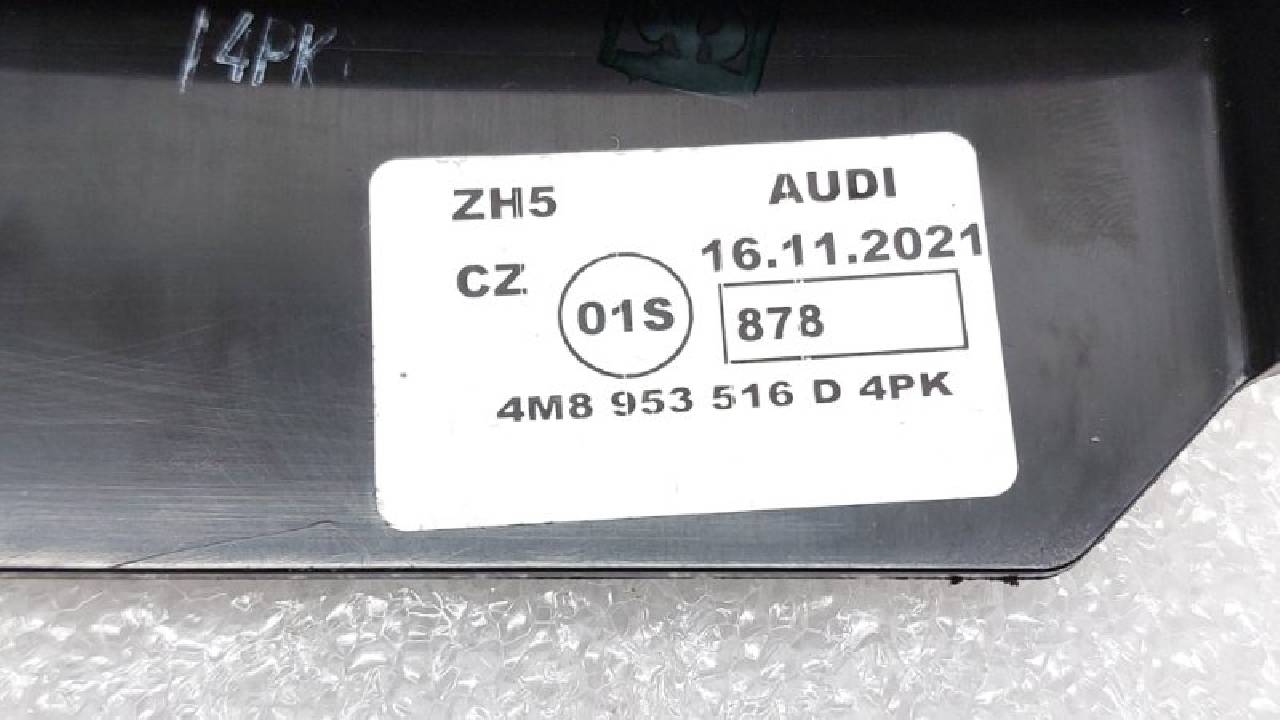 14PK
ZH5 AUDI
CZ 01S 16.11.2021
878
4M8 953 516 D 4PK